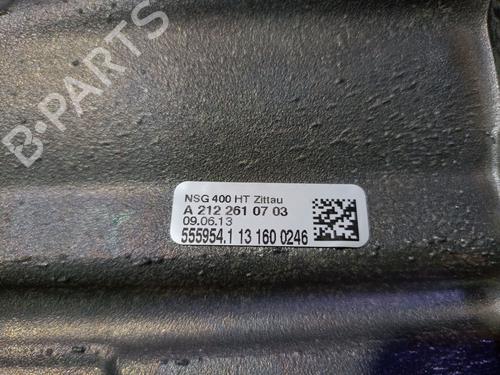 B-PARTS
NSG 400 HT Zittau
A 212 261 07 03
09.06.13
555954.1 13 160 0246